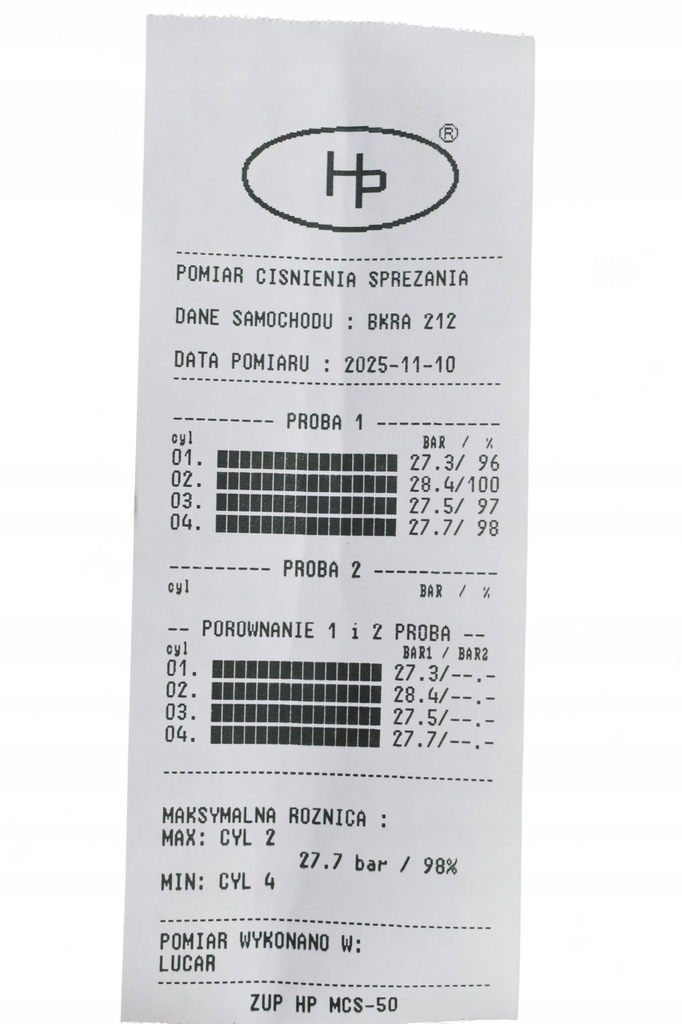 HP ®
POMIAR CISNIENIA SPREZANIA
DANE SAMOCHODU : BKRA 212
DATA POMIARU : 2025-11-10
--------- PROBA 1 -----------
cyl BAR / %
01. 27.3/ 96
02. 28.4/100
03. 27.5/ 97
04. 27.7/ 98
--------- PROBA 2 -----------
cyl BAR / %
-- POROWNANIE 1 i 2 PROBA --
cyl BAR1 / BAR2
01. 27.3/--.-
02. 28.4/--.-
03. 27.5/--.-
04. 27.7/--.-
MAKSYMALNA ROZNICA :
MAX: CYL 2
27.7 bar / 98%
MIN: CYL 4
POMIAR WYKONANO W:
LUCAR
ZUP HP MCS-50